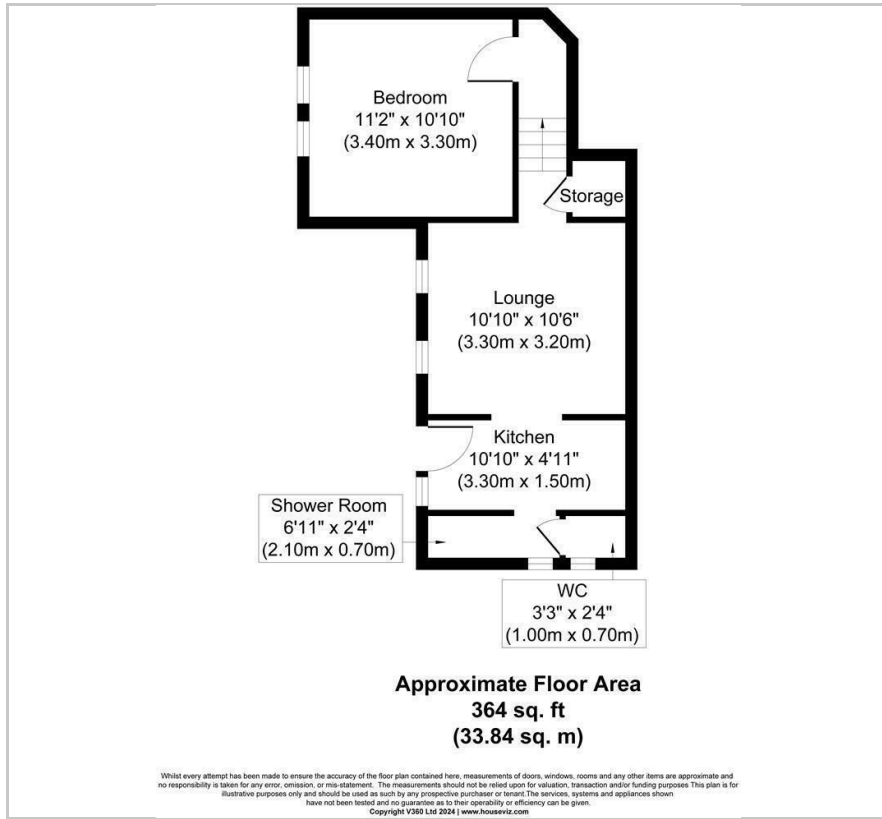 Bedroom
11'2" x 10'10"
(3.40m x 3.30m)
Storage
Lounge
10'10" x 10'6"
(3.30m x 3.20m)
Kitchen
10'10" x 4'11"
(3.30m x 1.50m)
Shower Room
6'11" x 2'4"
(2.10m x 0.70m)
WC
3'3" x 2'4"
(1.00m x 0.70m)
Approximate Floor Area
364 sq. ft
(33.84 sq. m)
Whilst every attempt has been made to ensure the accuracy of the floor plan contained here, measurements of doors, windows, rooms and any other items are approximate and
no responsibility is taken for any error, omission, or mis-statement. The measurements should not be relied upon for valuation, transaction and/or funding purposes This plan is for
illustrative purposes only and should be used as such by any prospective purchaser or tenant.The services, systems and appliances shown
have not been tested and no guarantee as to their operability or efficiency can be given.
Copyright V360 Ltd 2024 | www.houseviz.com